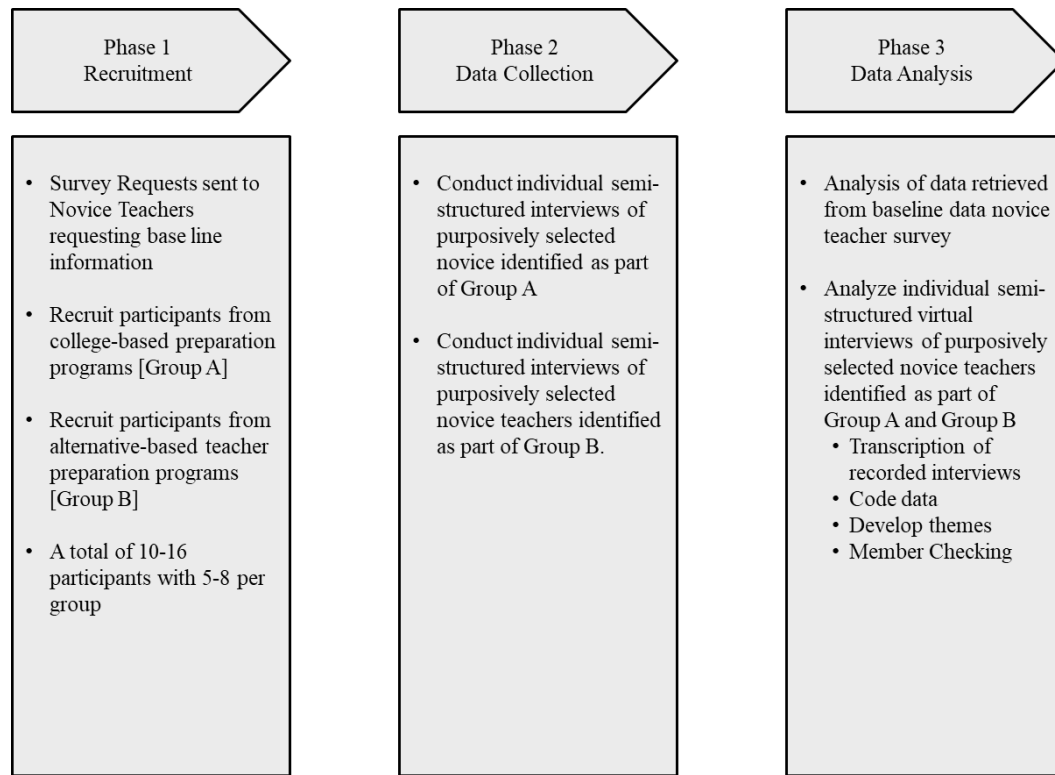 Phase 1
Recruitment
• Survey Requests sent to
Novice Teachers
requesting base line
information
• Recruit participants from
college-based preparation
programs [Group A]
• Recruit participants from
alternative-based teacher
preparation programs
[Group B]
• A total of 10-16
participants with 5-8 per
group
Phase 2
Data Collection
• Conduct individual semi-
structured interviews of
purposively selected
novice identified as part
of Group A
• Conduct individual semi-
structured interviews of
purposively selected
novice teachers identified
as part of Group B.
Phase 3
Data Analysis
• Analysis of data retrieved
from baseline data novice
teacher survey
• Analyze individual semi-
structured virtual
interviews of purposively
selected novice teachers
identified as part of
Group A and Group B
• Transcription of
recorded interviews
• Code data
• Develop themes
• Member Checking